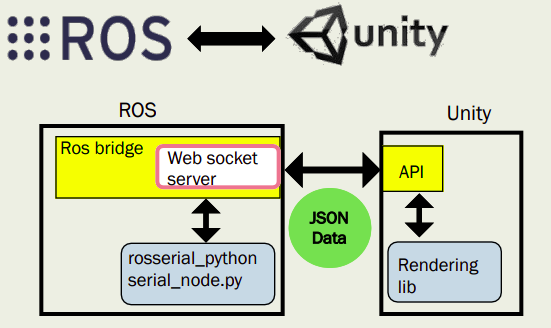 ROS
unity
ROS
Unity
Ros bridge
Web socket
server
API
JSON
Data
rosserial_python
serial_node.py
Rendering
lib